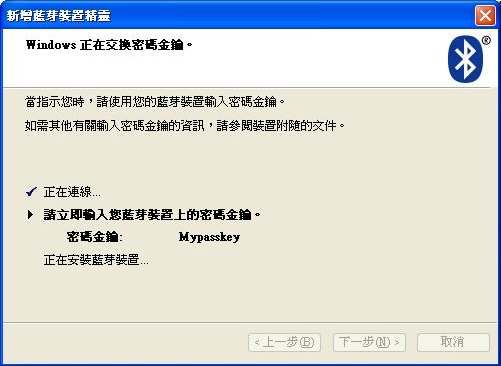 新增藍芽裝置精靈
Windows 正在交換密碼金鑰。
®
當指示您時，請使用您的藍芽裝置輸入密碼金鑰。
如需其他有關輸入密碼金鑰的資訊，請參閱裝置附隨的文件。
正在連線...
請立即輸入您藍芽裝置上的密碼金鑰。
密碼金鑰: Mypasskey
正在安裝藍芽裝置...
<上一步(B) 下一步(N)> 取消